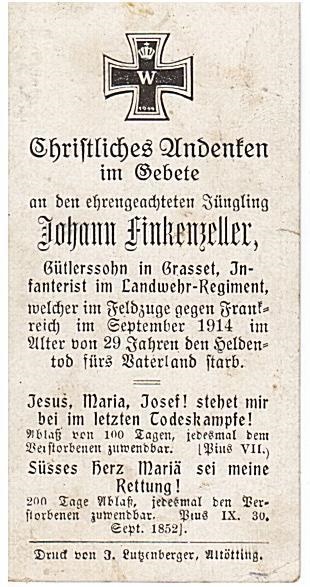 W
1914
Christliches Andenken
im Gebete
an den ehrengeachteten Jüngling
Johann Finkenzeller,
Gütlerssohn in Grasset, In-
fanterist im Landwehr-Regiment,
welcher im Feldzuge gegen Frank-
reich im September 1914 im
Alter von 29 Jahren den Helden-
tod fürs Vaterland starb.
Jesus, Maria, Josef! stehet mir
bei im letzten Todeskampfe!
Ablaß von 100 Tagen, jedesmal dem
Verstorbenen zuwendbar. [Pius VII.)
Süsses Herz Mariä sei meine
Rettung!
200 Tage Ablaß, jedesmal den Ver-
storbenen zuwendbar. Pius IX. 30.
Sept. 1852].
Druck von J. Lutzenberger, Altötting.